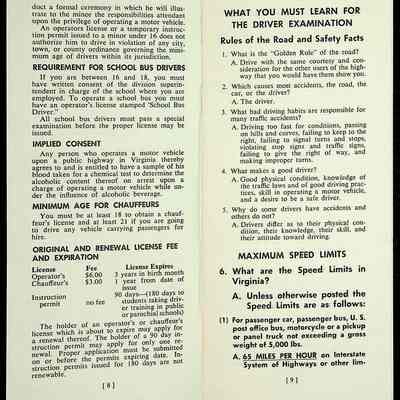 duct a formal ceremony in which he will illus-
trate to the minor the responsibilities attendant
upon the privilege of operating a motor vehicle.
An operators license or a temporary instruc-
tion permit issued to a minor under 16 does not
authorize him to drive in violation of any city,
town, or county ordinance governing the mini-
mum age of drivers within its jurisdiction.
REQUIREMENT FOR SCHOOL BUS DRIVERS
If you are between 16 and 18, you must
have written consent of the division superin-
tendent in charge of the school where you are
employed. To operate a school bus you must
have an operator's license stamped 'School Bus
Driver.'
All school bus drivers must pass a special
examination before the proper license may be
issued.
IMPLIED CONSENT
Any person who operates a motor vehicle
upon a public highway in Virginia thereby
agrees to and is entitled to have a sample of his
blood taken for a chemical test to determine the
alcoholic content thereof on arrest upon a
charge of operating a motor vehicle while un-
der the influence of alcoholic beverage.
MINIMUM AGE FOR CHAUFFEURS
You must be at least 18 to obtain a chauf-
feur's license and at least 21 if you are going
to drive any vehicle carrying passengers for
hire.
ORIGINAL AND RENEWAL LICENSE FEE
AND EXPIRATION
License Fee License Expires
Operator's $6.00 3 years in birth month
Chauffeur's $3.00 1 year from date of
issue
Instruction permit no fee 90 days—(180 days to
students taking driv-
er training in public
or parochial schools)
The holder of an operator's or chauffeur's
license which is about to expire may apply for
a renewal thereof. The holder of a 90 day in-
struction permit may apply for only one re-
newal. Proper application must be submitted
on or before the permits expiring date. In-
struction permits issued for 180 days are not
renewable.
[ 8 ]
WHAT YOU MUST LEARN FOR
THE DRIVER EXAMINATION
Rules of the Road and Safety Facts
1. What is the "Golden Rule" of the road?
A. Drive with the same courtesy and con-
sideration for the other users of the high-
way that you would have them show you.
2. Which causes most accidents, the road, the
car, or the driver?
A. The driver.
3. What bad driving habits are responsible for
many traffic accidents?
A. Driving too fast for conditions, passing
on hills and curves, failing to keep to the
right, failing to signal turns and stops,
violating stop signs and traffic signs,
failing to give the right of way, and
making improper turns.
4. What makes a good driver?
A. Good physical condition, knowledge of
the traffic laws and of good driving prac-
tices, skill in operating a motor vehicle,
and a desire to be a safe driver.
5. Why do some drivers have accidents and
others do not?
A. Drivers differ as to their physical con-
dition, their knowledge, their skill, and
their attitude toward driving.
MAXIMUM SPEED LIMITS
6. What are the Speed Limits in
Virginia?
A. Unless otherwise posted the
Speed Limits are as follows:
(1) For passenger car, passenger bus, U. S.
post office bus, motorcycle or a pickup
or panel truck not exceeding a gross
weight of 5,000 lbs.
A. 65 MILES PER HOUR on Interstate
System of Highways or other lim-
[ 9 ]